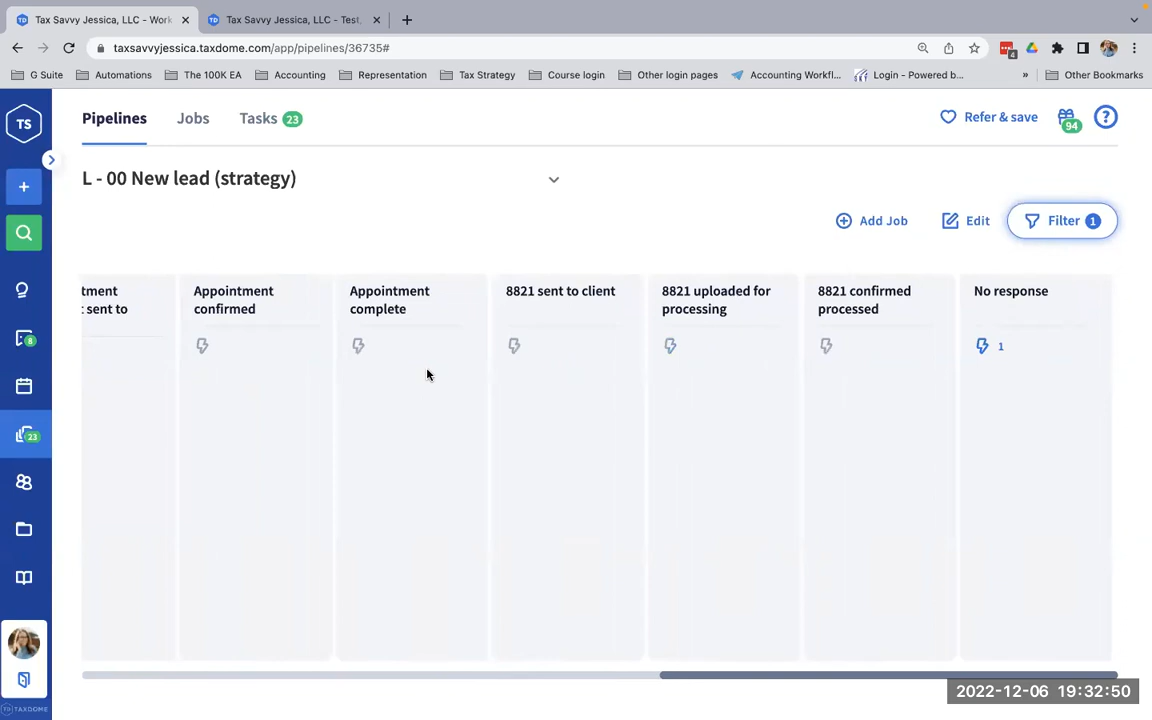 Tax Savvy Jessica, LLC - Work
Tax Savvy Jessica, LLC - Test
taxsavvyjessica.taxdome.com/app/pipelines/36735#
4
G Suite
Automations
The 100K EA
Accounting
Representation
Tax Strategy
Course login
Other login pages
Accounting Workfl...
Login - Powered b...
»
Other Bookmarks
TS
Pipelines
Jobs
Tasks 23
Refer & save
94
?
L - 00 New lead (strategy)
Add Job
Edit
Filter 1
tment
: sent to
Appointment
confirmed
Appointment
complete
8821 sent to client
8821 uploaded for
processing
8821 confirmed
processed
No response
1
8
23
TAXDOME
2022-12-06 19:32:50